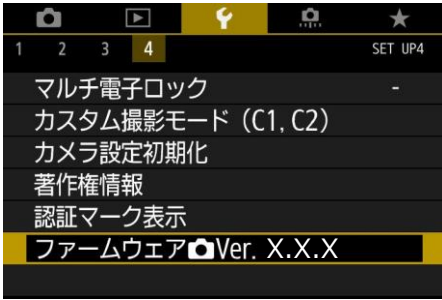 1 2 3 4 SET UP4
マルチ電子ロック -
カスタム撮影モード（C1, C2）
カメラ設定初期化
著作権情報
認証マーク表示
ファームウェア Ver. X.X.X